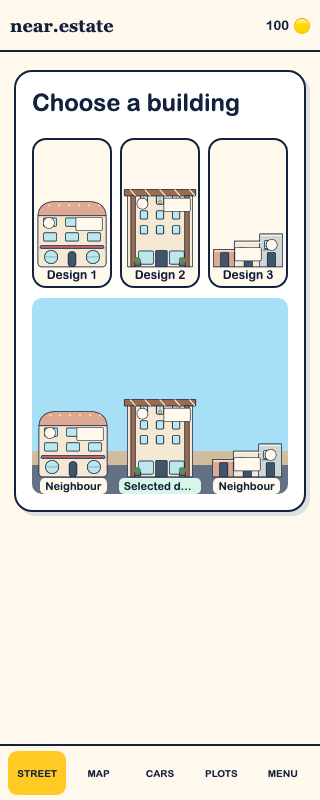 near.estate
100
Choose a building
Design 1
Design 2
Design 3
Neighbour
Selected d...
Neighbour
STREET
MAP
CARS
PLOTS
MENU